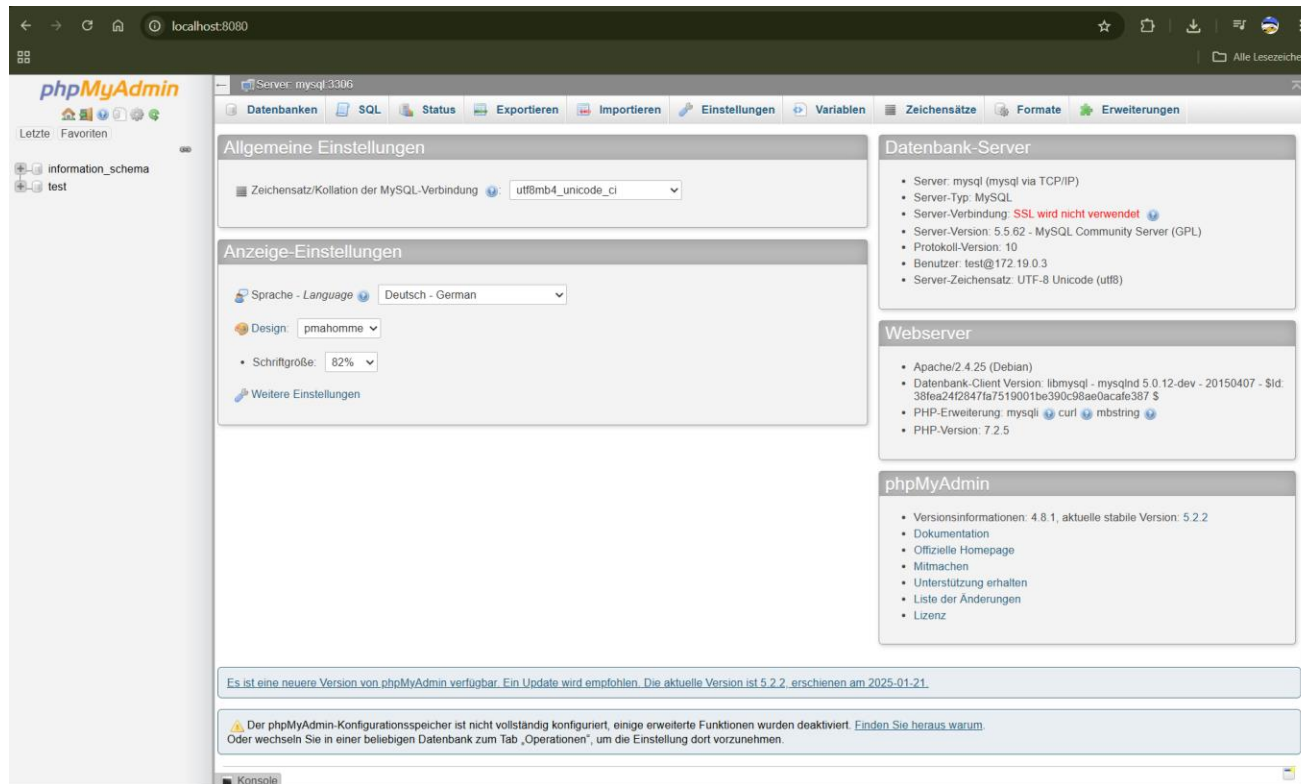 localhost:8080
Alle Lesezeiche
phpMyAdmin
Letzte Favoriten
information_schema
test
Server: mysql:3306
Datenbanken SQL Status Exportieren Importieren Einstellungen Variablen Zeichensätze Formate Erweiterungen
Allgemeine Einstellungen
Zeichensatz/Kollation der MySQL-Verbindung : utf8mb4_unicode_ci
Anzeige-Einstellungen
Sprache - Language Deutsch - German
Design: pmahomme
• Schriftgröße: 82%
Weitere Einstellungen
Datenbank-Server
• Server: mysql (mysql via TCP/IP)
• Server-Typ: MySQL
• Server-Verbindung: SSL wird nicht verwendet
• Server-Version: 5.5.62 - MySQL Community Server (GPL)
• Protokoll-Version: 10
• Benutzer: test@172.19.0.3
• Server-Zeichensatz: UTF-8 Unicode (utf8)
Webserver
• Apache/2.4.25 (Debian)
• Datenbank-Client Version: libmysql - mysqlnd 5.0.12-dev - 20150407 - $Id:
38fea24f2847fa7519001be390c98ae0acafe387 $
• PHP-Erweiterung: mysqli curl mbstring
• PHP-Version: 7.2.5
phpMyAdmin
• Versionsinformationen: 4.8.1, aktuelle stabile Version: 5.2.2
• Dokumentation
• Offizielle Homepage
• Mitmachen
• Unterstützung erhalten
• Liste der Änderungen
• Lizenz
Es ist eine neuere Version von phpMyAdmin verfügbar. Ein Update wird empfohlen. Die aktuelle Version ist 5.2.2, erschienen am 2025-01-21.
Der phpMyAdmin-Konfigurationsspeicher ist nicht vollständig konfiguriert, einige erweiterte Funktionen wurden deaktiviert. Finden Sie heraus warum.
Oder wechseln Sie in einer beliebigen Datenbank zum Tab „Operationen“, um die Einstellung dort vorzunehmen.
Konsole